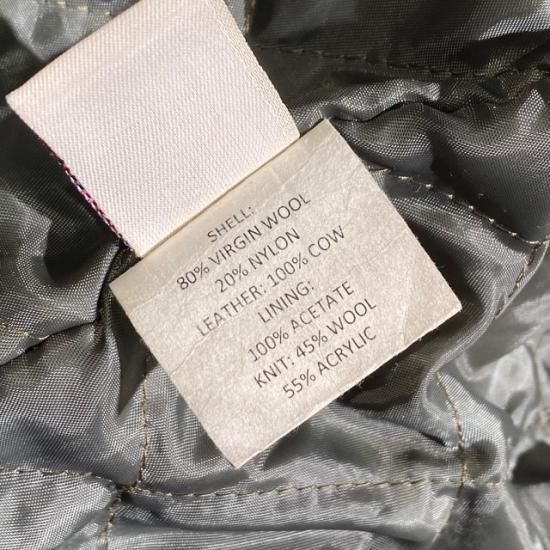 SHELL:
80% VIRGIN WOOL
20% NYLON
LEATHER: 100% COW
LINING:
100% ACETATE
KNIT: 45% WOOL
55% ACRYLIC